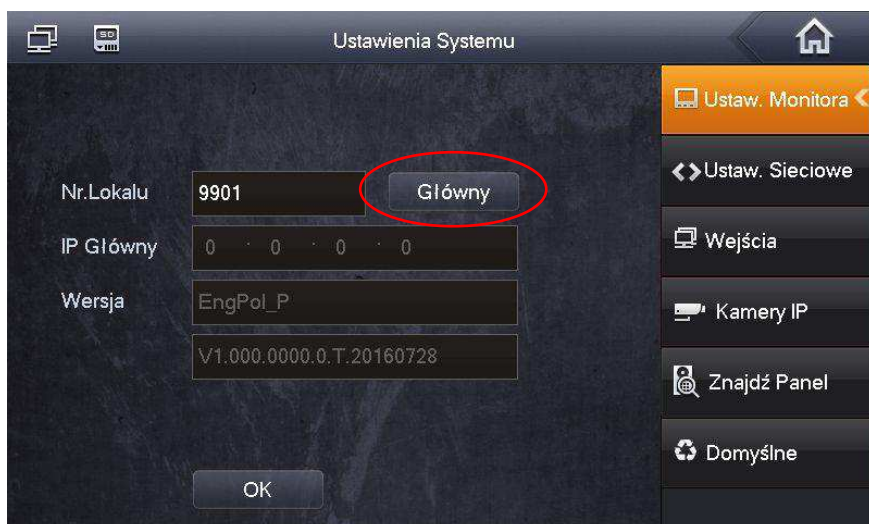 SD
Ustawienia Systemu
Nr.Lokalu 9901 Główny
IP Główny 0 . 0 . 0 . 0
Wersja EngPol_P
V1.000.0000.0.T.20160728
OK
Ustaw. Monitora
Ustaw. Sieciowe
Wejścia
Kamery IP
Znajdź Panel
Domyślne